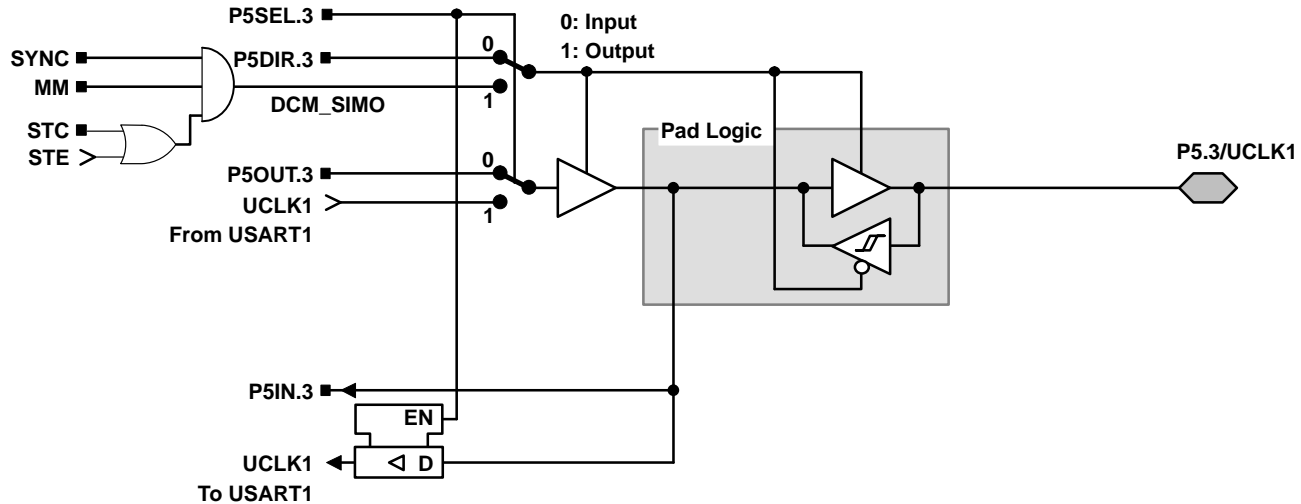 P5SEL.3
0: Input
1: Output
SYNC
P5DIR.3
0
MM
DCM_SIMO
1
STC
STE
Pad Logic
P5OUT.3
0
P5.3/UCLK1
UCLK1
1
From USART1
P5IN.3
EN
UCLK1
D
To USART1